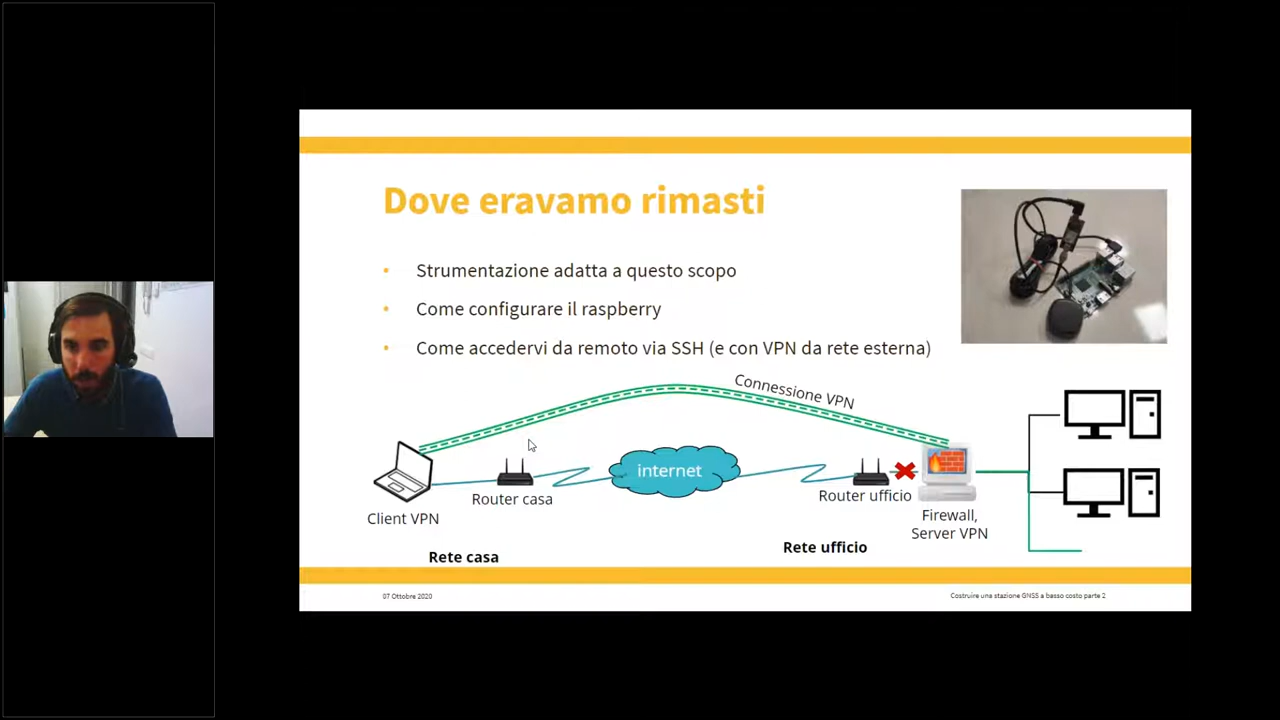 Dove eravamo rimasti
• Strumentazione adatta a questo scopo
• Come configurare il raspberry
• Come accedervi da remoto via SSH (e con VPN da rete esterna)
Connessione VPN
internet
Router casa
Router ufficio
Client VPN
Firewall,
Server VPN
Rete casa
Rete ufficio
07 Ottobre 2020
Costruire una stazione GNSS a basso costo parte 2